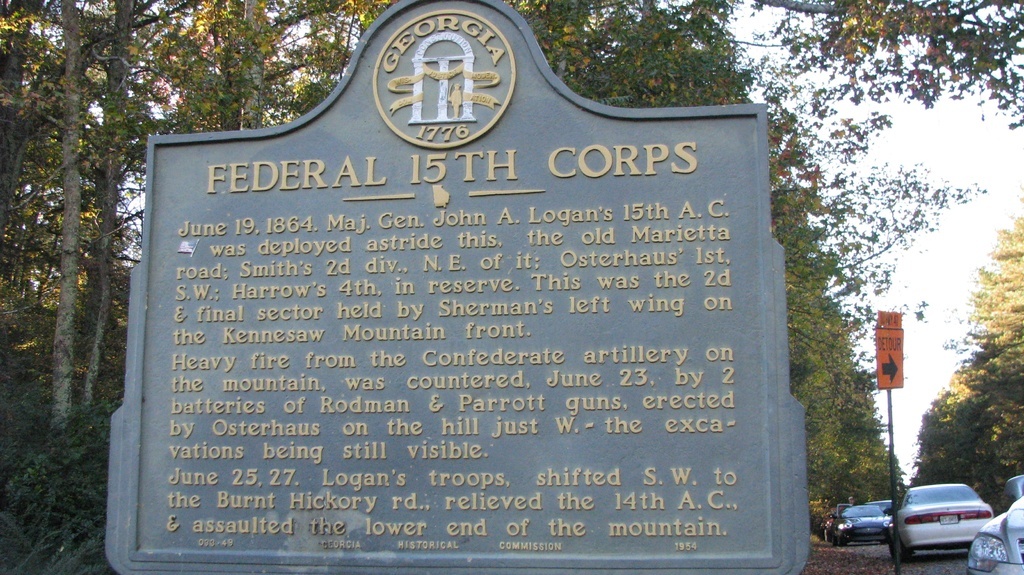 GEORGIA
1776
FEDERAL 15TH CORPS
June 19, 1864. Maj. Gen. John A. Logan's 15th A. C.
was deployed astride this, the old Marietta
road; Smith's 2d div., N. E. of it; Osterhaus' 1st,
S.W.; Harrow's 4th, in reserve. This was the 2d
& final sector held by Sherman's left wing on
the Kennesaw Mountain front.
Heavy fire from the Confederate artillery on
the mountain, was countered, June 23, by 2
batteries of Rodman & Parrott guns, erected
by Osterhaus on the hill just W. - the exca-
vations being still visible.
June 25, 27. Logan's troops, shifted S.W. to
the Burnt Hickory rd., relieved the 14th A. C.,
& assaulted the lower end of the mountain.
GEORGIA HISTORICAL COMMISSION 1954
DETOUR